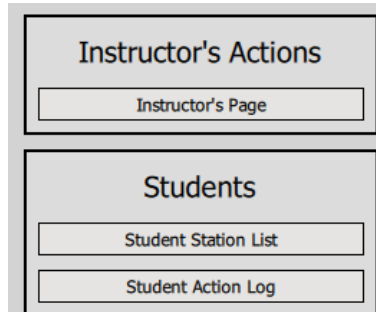 Instructor's Actions
Instructor's Page
Students
Student Station List
Student Action Log